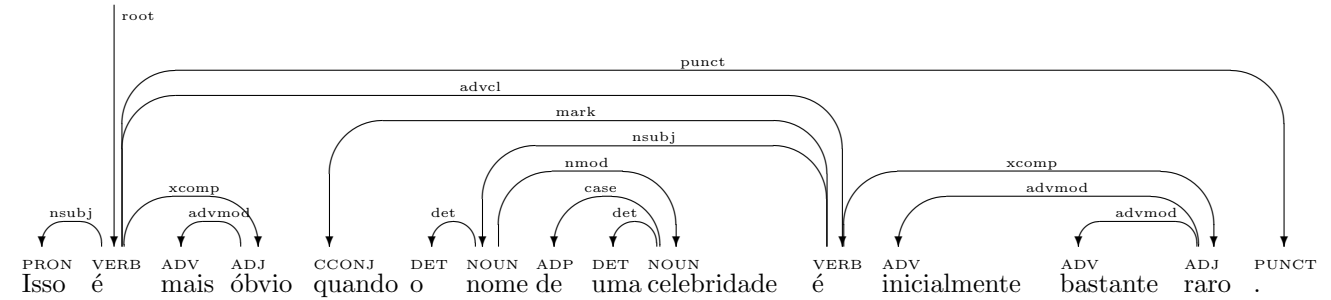 root
punct
advcl
mark
nsubj
nmod xcomp
xcomp case advmod
nsubj advmod det det advmod
PRON VERB ADV ADJ CCONJ DET NOUN ADP DET NOUN VERB ADV ADV ADJ PUNCT
Isso é mais óbvio quando o nome de uma celebridade é inicialmente bastante raro .